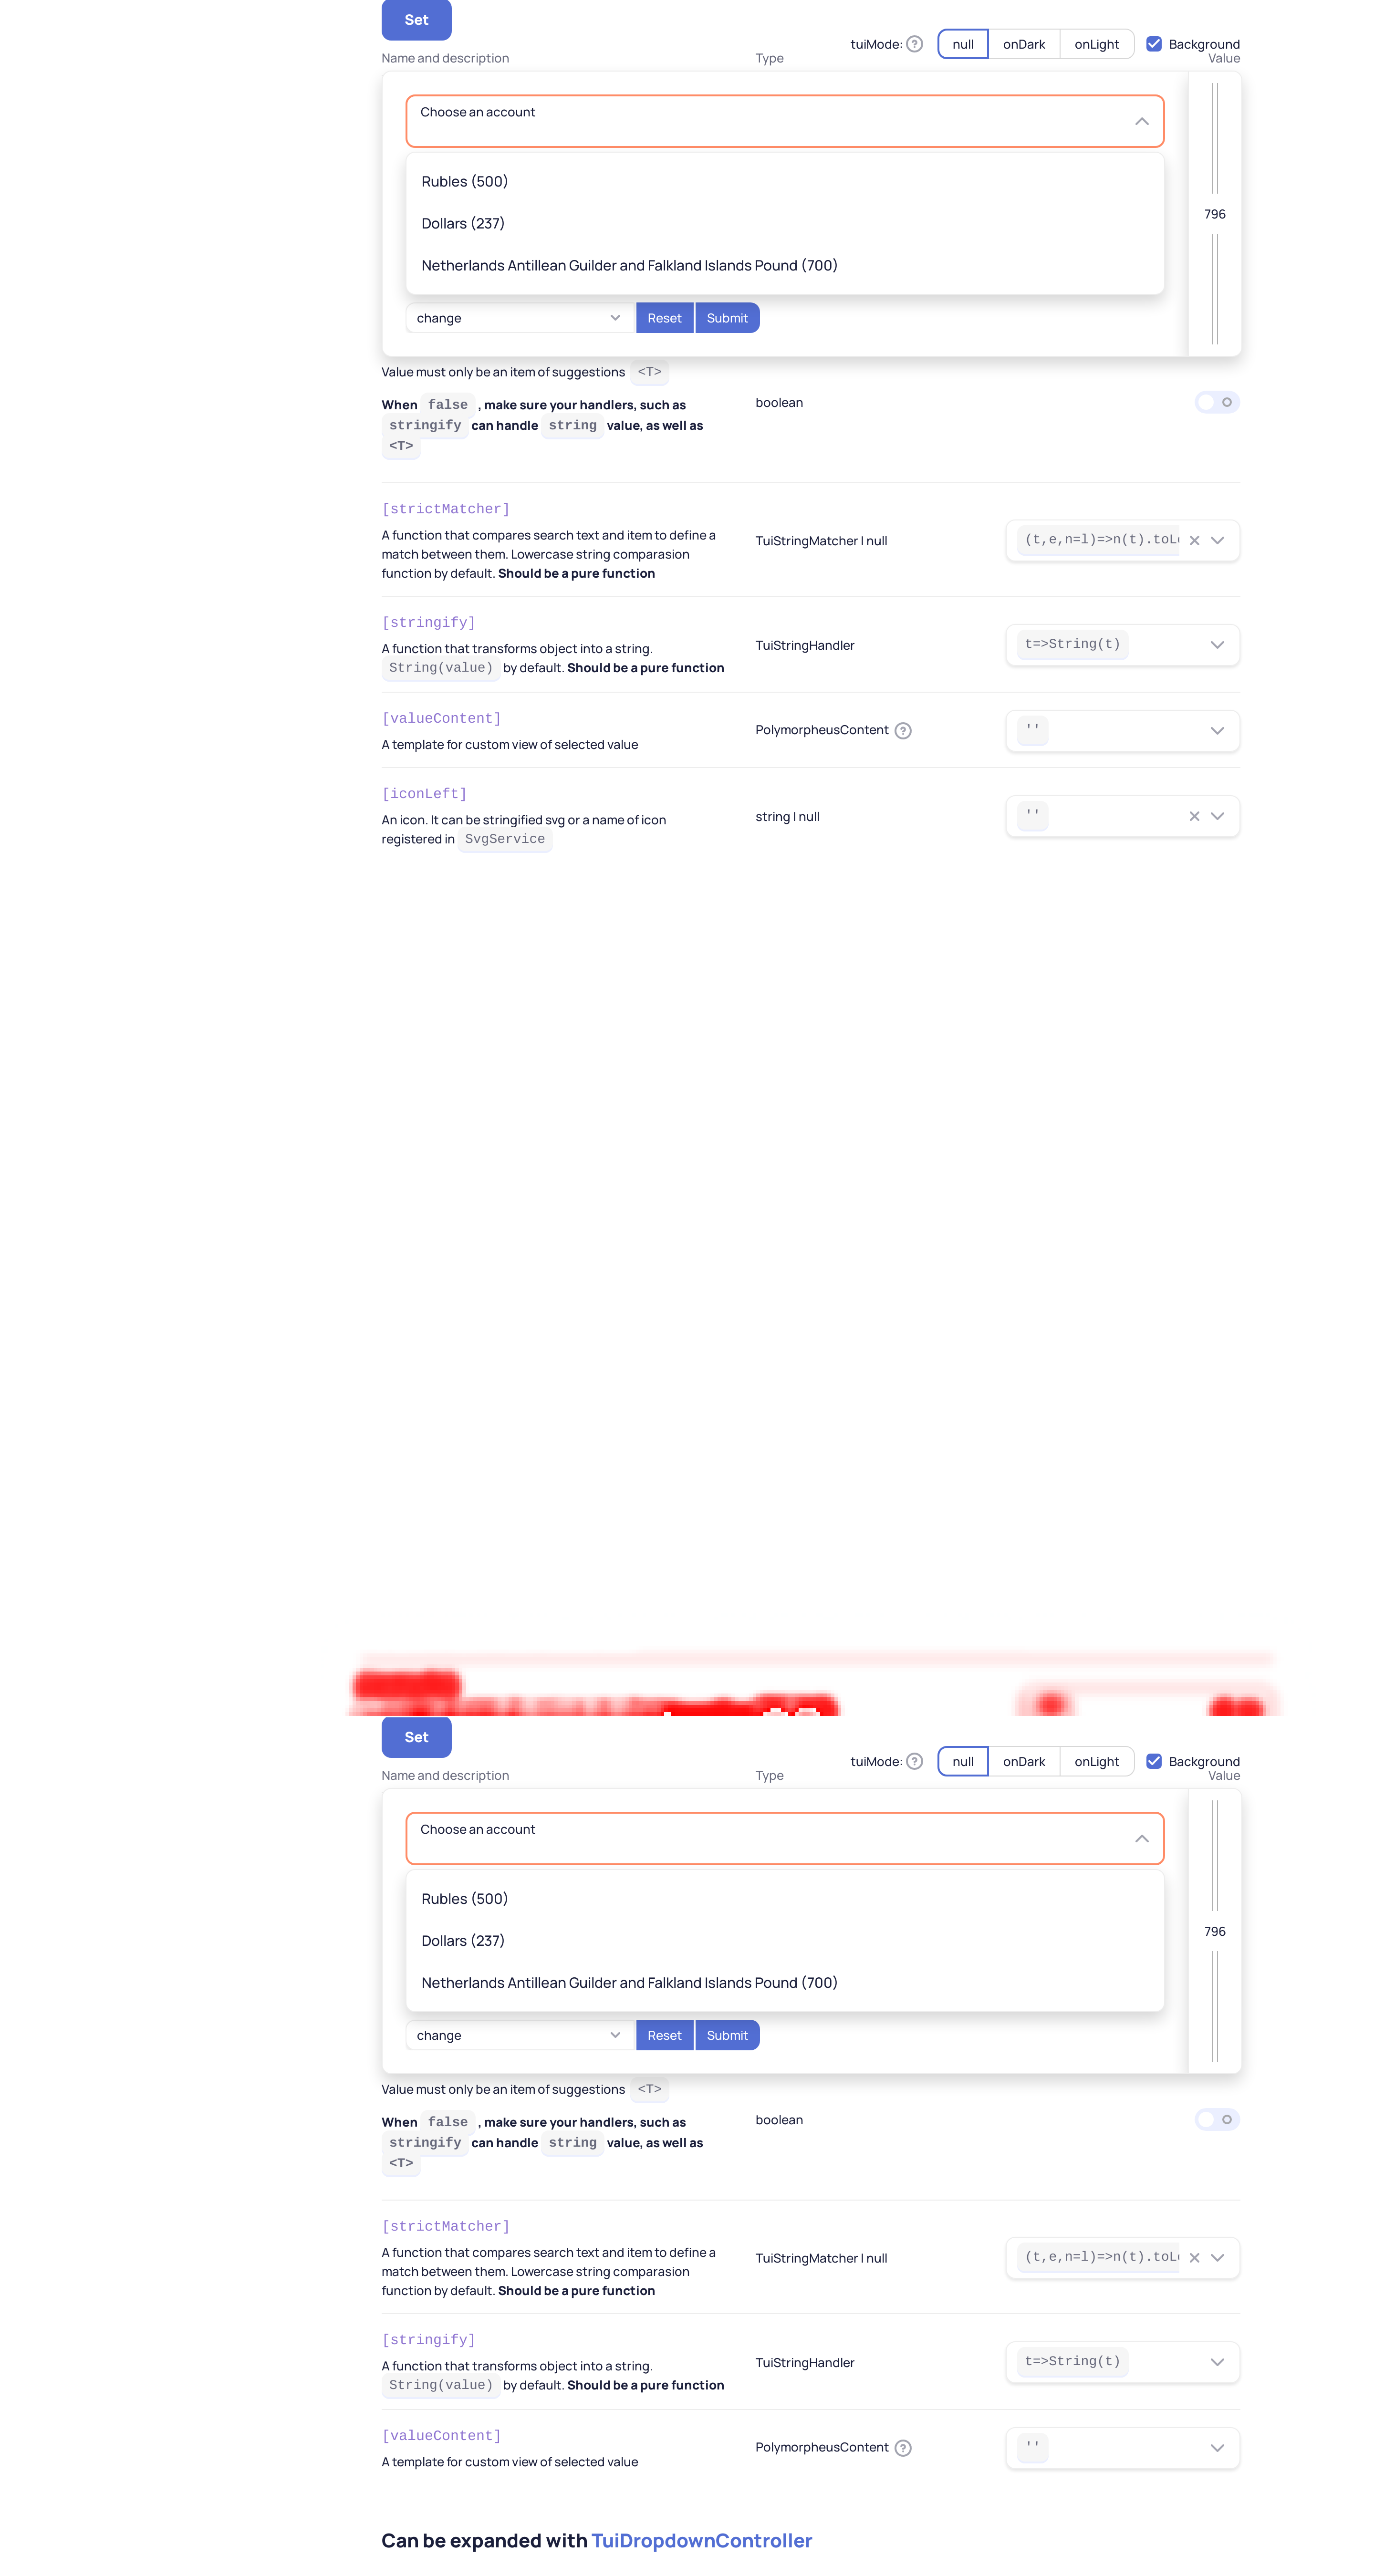 Set
tuiMode: ? null onDark onLight Background
Name and description Type Value
Choose an account
Rubles (500)
796
Dollars (237)
Netherlands Antillean Guilder and Falkland Islands Pound (700)
change Reset Submit
Value must only be an item of suggestions <T>
When false , make sure your handlers, such as
boolean
stringify can handle string value, as well as
<T>
[strictMatcher]
A function that compares search text and item to define a
TuiStringMatcher | null (t,e,n=l)=>n(t).toL
match between them. Lowercase string comparasion
function by default. Should be a pure function
[stringify]
A function that transforms object into a string.
TuiStringHandler t=>String(t)
String(value) by default. Should be a pure function
[valueContent]
PolymorpheusContent ? ''
A template for custom view of selected value
[iconLeft]
An icon. It can be stringified svg or a name of icon
string | null ''
registered in SvgService
Set
tuiMode: ? null onDark onLight Background
Name and description Type Value
Choose an account
Rubles (500)
796
Dollars (237)
Netherlands Antillean Guilder and Falkland Islands Pound (700)
change Reset Submit
Value must only be an item of suggestions <T>
When false , make sure your handlers, such as
boolean
stringify can handle string value, as well as
<T>
[strictMatcher]
A function that compares search text and item to define a
TuiStringMatcher | null (t,e,n=l)=>n(t).toL
match between them. Lowercase string comparasion
function by default. Should be a pure function
[stringify]
A function that transforms object into a string.
TuiStringHandler t=>String(t)
String(value) by default. Should be a pure function
[valueContent]
PolymorpheusContent ? ''
A template for custom view of selected value
Can be expanded with TuiDropdownController